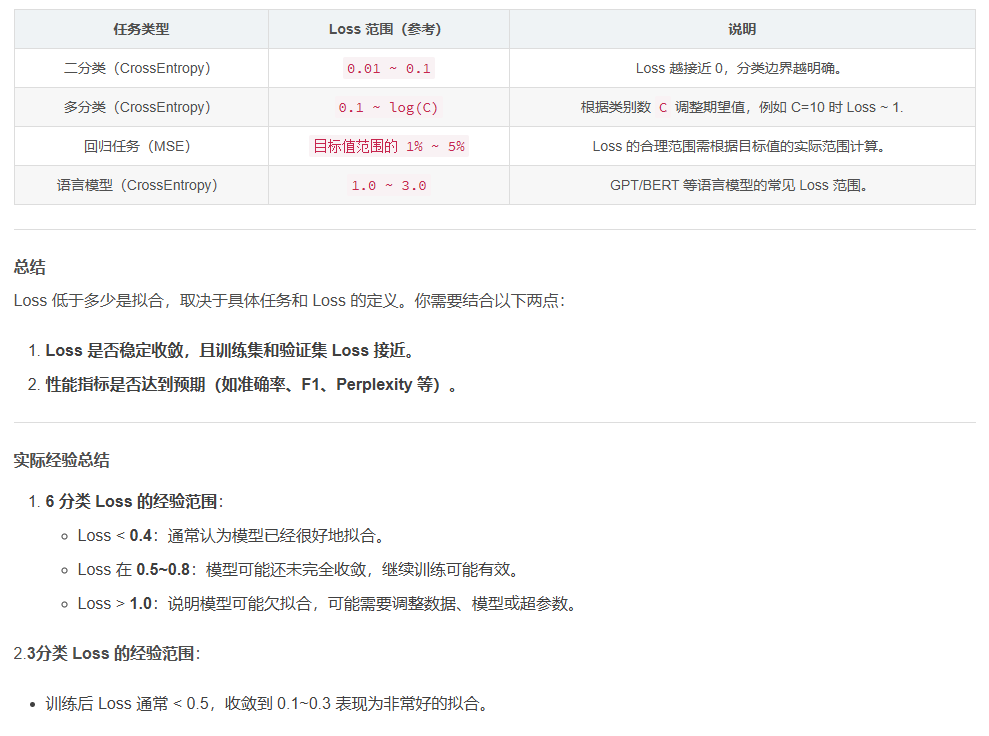 任务类型 Loss 范围（参考） 说明
二分类（CrossEntropy） 0.01 ~ 0.1 Loss 越接近 0，分类边界越明确。
多分类（CrossEntropy） 0.1 ~ log(C) 根据类别数 C 调整期望值，例如 C=10 时 Loss ~ 1.
回归任务（MSE） 目标值范围的 1% ~ 5% Loss 的合理范围需根据目标值的实际范围计算。
语言模型（CrossEntropy） 1.0 ~ 3.0 GPT/BERT 等语言模型的常见 Loss 范围。
总结
Loss 低于多少是拟合，取决于具体任务和 Loss 的定义。你需要结合以下两点：
1. Loss 是否稳定收敛，且训练集和验证集 Loss 接近。
2. 性能指标是否达到预期（如准确率、F1、Perplexity 等）。
实际经验总结
1. 6 分类 Loss 的经验范围：
Loss < 0.4：通常认为模型已经很好地拟合。
Loss 在 0.5~0.8：模型可能还未完全收敛，继续训练可能有效。
Loss > 1.0：说明模型可能欠拟合，可能需要调整数据、模型或超参数。
2.3分类 Loss 的经验范围：
训练后 Loss 通常 < 0.5，收敛到 0.1~0.3 表现为非常好的拟合。